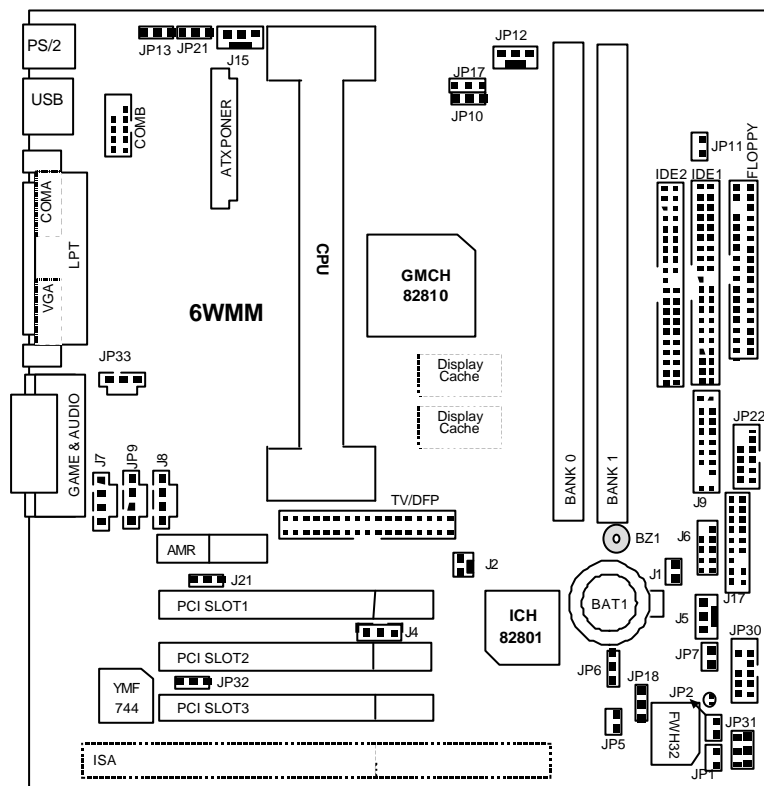 PS/2
JP13
JP21
J15
JP12
USB
COMB
ATXPONER
JP17
JP10
JP11
IDE2
IDE1
FLOPPY
COMA
LPT
VGA
CPU
GMCH
82810
6WMM
Display
Cache
Display
Cache
JP33
GAME & AUDIO
J7
JP9
J8
BANK 0
BANK 1
JP22
J9
TV/DFP
AMR
J2
BZ1
J6
J1
J17
J21
PCI SLOT1
J4
ICH
82801
BAT1
J5
JP30
PCI SLOT2
JP7
JP6
YMF
744
JP32
PCI SLOT3
JP18
JP2
JP5
FWH32
JP31
JP1
ISA